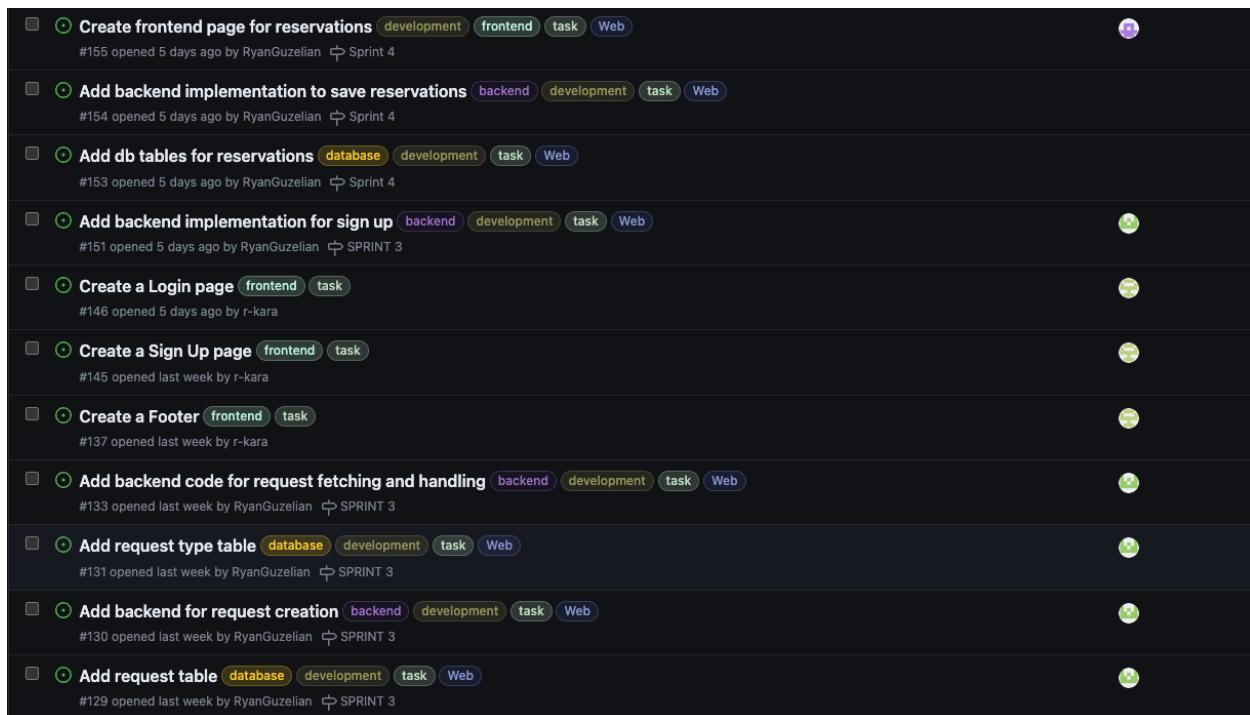 Create frontend page for reservations development frontend task Web
#155 opened 5 days ago by RyanGuzelian Sprint 4
Add backend implementation to save reservations backend development task Web
#154 opened 5 days ago by RyanGuzelian Sprint 4
Add db tables for reservations database development task Web
#153 opened 5 days ago by RyanGuzelian Sprint 4
Add backend implementation for sign up backend development task Web
#151 opened 5 days ago by RyanGuzelian SPRINT 3
Create a Login page frontend task
#146 opened 5 days ago by r-kara
Create a Sign Up page frontend task
#145 opened last week by r-kara
Create a Footer frontend task
#137 opened last week by r-kara
Add backend code for request fetching and handling backend development task Web
#133 opened last week by RyanGuzelian SPRINT 3
Add request type table database development task Web
#131 opened last week by RyanGuzelian SPRINT 3
Add backend for request creation backend development task Web
#130 opened last week by RyanGuzelian SPRINT 3
Add request table database development task Web
#129 opened last week by RyanGuzelian SPRINT 3